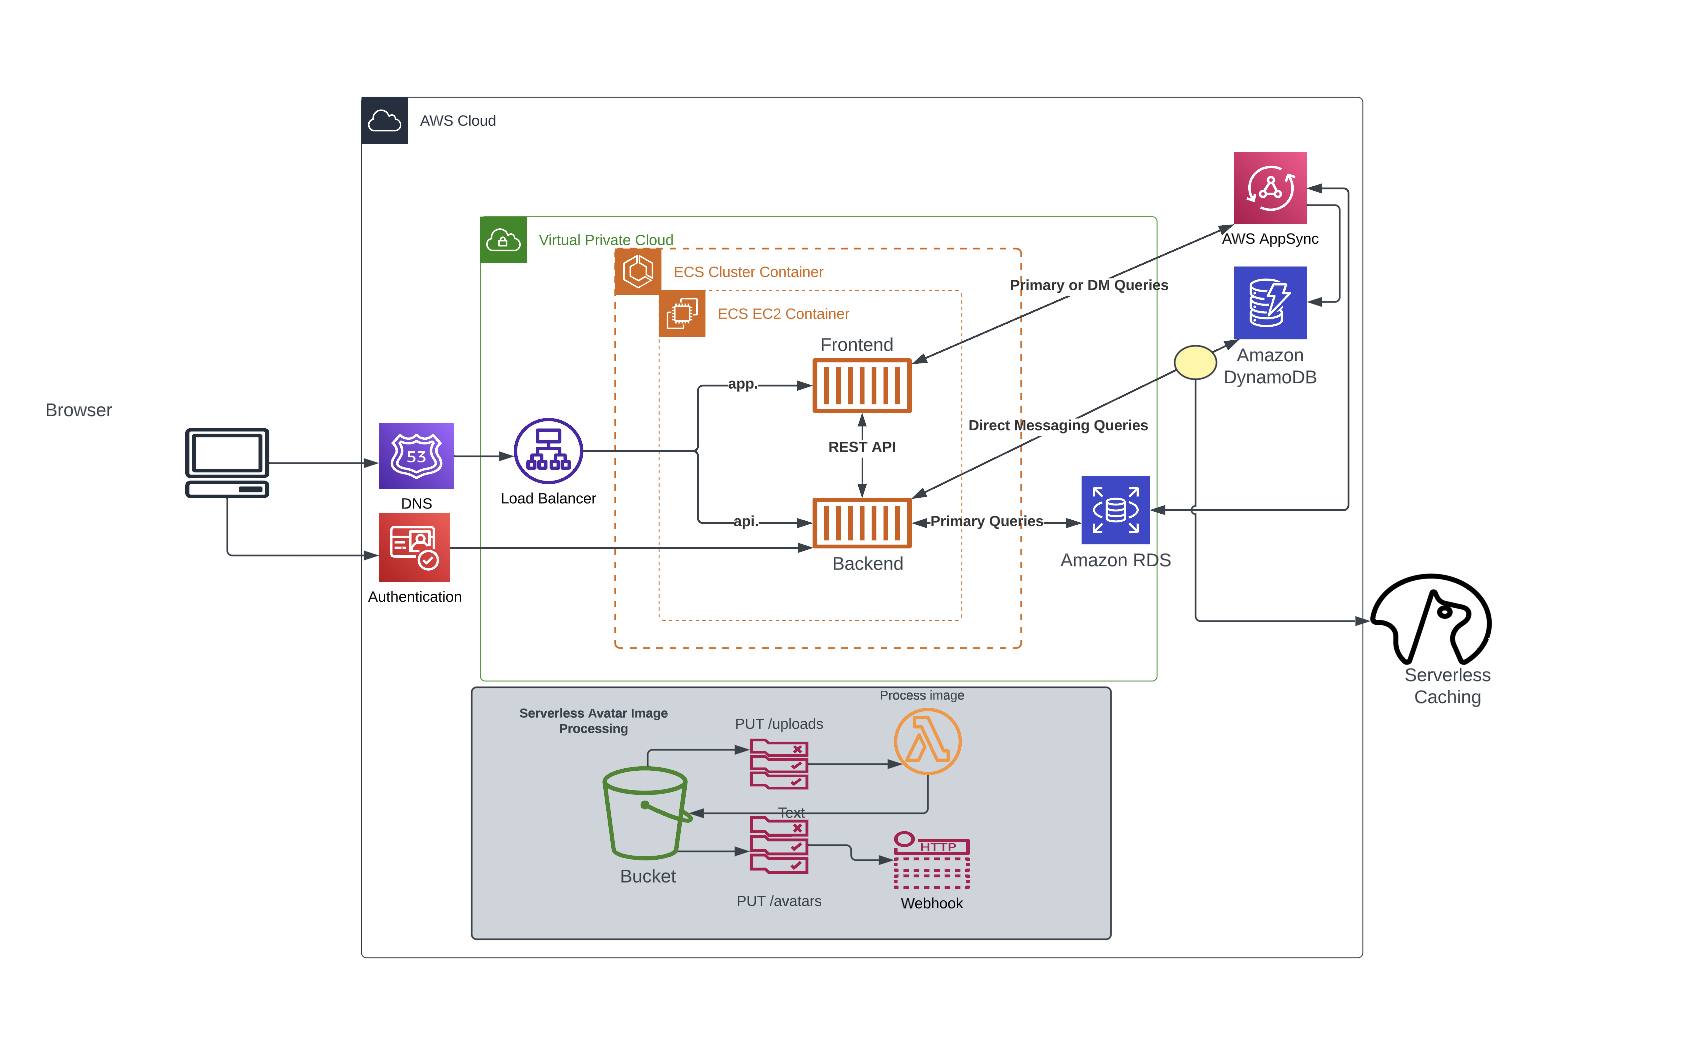 AWS Cloud
Virtual Private Cloud
ECS Cluster Container
ECS EC2 Container
Frontend
app.
REST API
api.
Backend
Browser
53
DNS
Load Balancer
Authentication
AWS AppSync
Primary or DM Queries
Amazon
DynamoDB
Direct Messaging Queries
Primary Queries
Amazon RDS
Serverless
Caching
Serverless Avatar Image
Processing
PUT /uploads
Process image
Text
Bucket
PUT /avatars
HTTP
Webhook